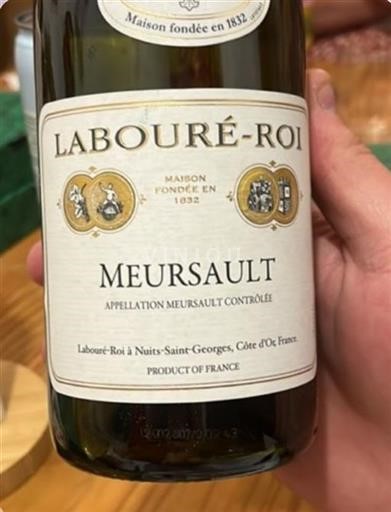 Maison fondée en 1832
LABOURÉ-ROI
MAISON
FONDÉE EN
1832
MEURSAULT
APPELLATION MEURSAULT CONTRÔLÉE
Labouré-Roi à Nuits-Saint-Georges, Côte d'Or, France.
PRODUCT OF FRANCE